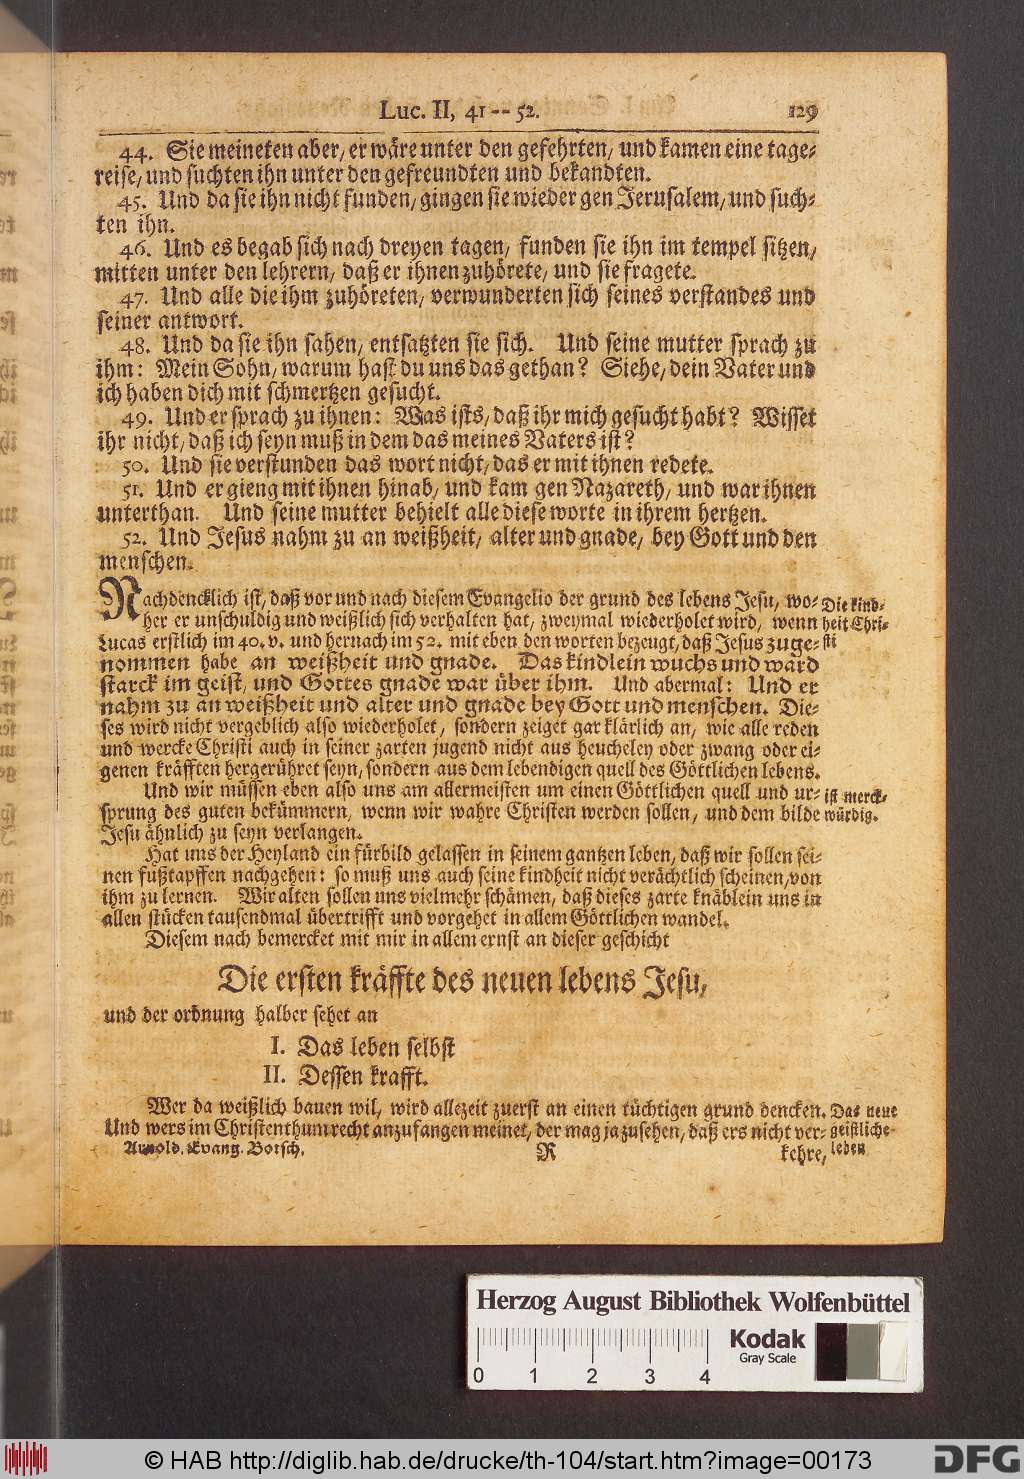 Luc. II, 41 -- 52. 129
44. Sie meineten aber, er wäre unter den gefehrten, und kamen eine tage-
reise, und suchten ihn unter den gefreundten und bekandten.
45. Und da sie ihn nicht funden, gingen sie wieder gen Jerusalem, und such-
ten ihn.
46. Und es begab sich nach dreyen tagen, funden sie ihn im tempel sitzen,
mitten unter den lehrern, daß er ihnen zuhörete, und sie fragete.
47. Und alle die ihm zuhöreten, verwunderten sich seines verstandes und
seiner antwort.
48. Und da sie ihn sahen, entsatzten sie sich. Und seine mutter sprach zu
ihm: Mein Sohn, warum hast du uns das gethan? Siehe, dein Vater und
ich haben dich mit schmertzen gesucht.
49. Und er sprach zu ihnen: Was ists, daß ihr mich gesucht habt? Wisset
ihr nicht, daß ich seyn muß in dem das meines Vaters ist?
50. Und sie verstunden das wort nicht, das er mit ihnen redete.
51. Und er gieng mit ihnen hinab, und kam gen Nazareth, und war ihnen
unterthan. Und seine mutter behielt alle diese worte in ihrem hertzen.
52. Und Jesus nahm zu an weißheit, alter und gnade, bey Gott und den
menschen.
Nachdencklich ist, daß vor und nach diesem Evangelio der grund des lebens Jesu, wo-
her er unschuldig und weißlich sich verhalten hat, zweymal wiederholet wird, wenn
Lucas erstlich im 40. v. und hernach im 52. mit eben den worten bezeugt, daß Jesus zuge-
nommen habe an weißheit und gnade. Das kindlein wuchs und ward
starck im geist, und Gottes gnade war über ihm. Und abermal: Und er
nahm zu an weißheit und alter und gnade bey Gott und menschen. Die-
ses wird nicht vergeblich also wiederholet, sondern zeiget gar klärlich an, wie alle reden
und wercke Christi auch in seiner zarten jugend nicht aus heucheley oder zwang oder ei-
genen kräfften hergerühret seyn, sondern aus dem lebendigen quell des Göttlichen lebens.
Die kind-
heit Chri-
sti
Und wir müssen eben also uns am allermeisten um einen Göttlichen quell und ur-
sprung des guten bekümmern, wenn wir wahre Christen werden sollen, und dem bilde
Jesu ähnlich zu seyn verlangen.
ist merck-
würdig.
Hat uns der Heyland ein fürbild gelassen in seinem gantzen leben, daß wir sollen sei-
nen fußtapffen nachgehen: so muß uns auch seine kindheit nicht verächtlich scheinen, von
ihm zu lernen. Wir alten sollen uns vielmehr schämen, daß dieses zarte knäblein uns in
allen stücken tausendmal übertrifft und vorgehet in allem Göttlichen wandel.
Diesem nach bemercket mit mir in allem ernst an dieser geschicht
Die ersten kräffte des neuen lebens Jesu,
und der ordnung halber sehet an
I. Das leben selbst
II. Dessen krafft.
Wer da weißlich bauen wil, wird allezeit zuerst an einen tüchtigen grund dencken.
Und wers im Christenthum recht anzufangen meinet, der mag ja zusehen, daß ers nicht ver-
Das neue
geistliche
leben
Arnolds. Evang. Botsch. R kehre,
Herzog August Bibliothek Wolfenbüttel
Kodak
Gray Scale
0 1 2 3 4
© HAB http://diglib.hab.de/drucke/th-104/start.htm?image=00173
DFG